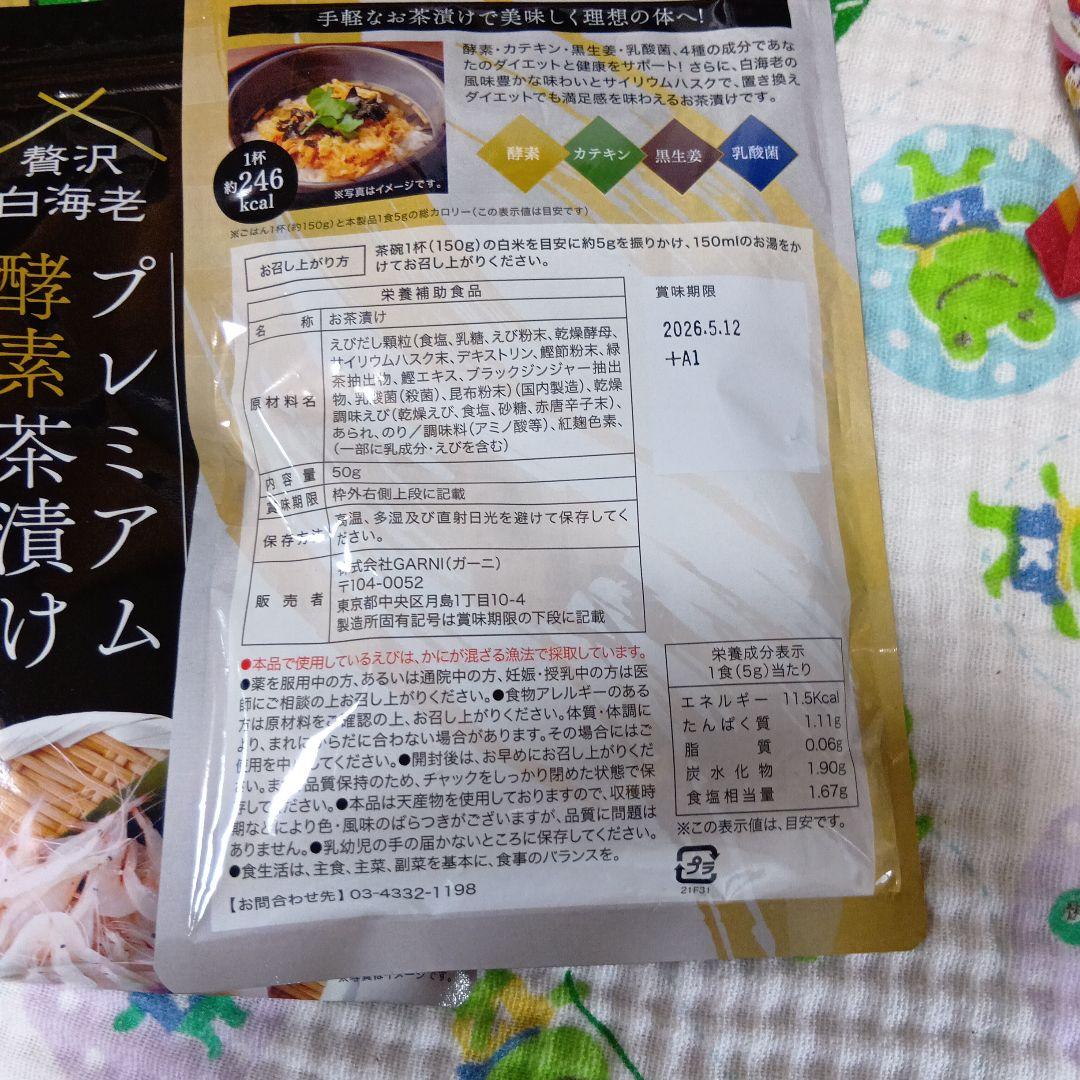 手軽なお茶漬けで美味しく理想の体へ!
酵素・カテキン・黒生姜・乳酸菌、4種の成分であな
たのダイエットと健康をサポート! さらに、白海老の
風味豊かな味わいとサイリウムハスクで、置き換え
ダイエットでも満足感を味わえるお茶漬けです。
酵素
カテキン
黒生姜
乳酸菌
1杯
約246
kcal
※写真はイメージです。
※ごはん1杯(約150g)と本製品1食5gの総カロリー(この表示値は目安です)
お召し上がり方
茶碗1杯(150g)の白米を目安に約5gを振りかけ、150mlのお湯をか
けてお召し上がりください。
栄養補助食品
名 称 お茶漬け
原材料名
えびだし顆粒(食塩、乳糖、えび粉末、乾燥酵母、
サイリウムハスク末、デキストリン、鰹節粉末、緑
茶抽出物、鰹エキス、ブラックジンジャー抽出
物、乳酸菌(殺菌)、昆布粉末)(国内製造)、乾燥
調味えび(乾燥えび、食塩、砂糖、赤唐辛子末)、
あられ、のり/調味料(アミノ酸等)、紅麹色素、
(一部に乳成分・えびを含む)
内容量 50g
賞味期限 枠外右側上段に記載
保存方法
高温、多湿及び直射日光を避けて保存してく
ださい。
販売者
株式会社GARNI(ガーニ)
〒104-0052
東京都中央区月島1丁目10-4
製造所固有記号は賞味期限の下段に記載
賞味期限
2026.5.12
+A1
●本品で使用しているえびは、かにが混ざる漁法で採取しています。
●薬を服用中の方、あるいは通院中の方、妊娠・授乳中の方は医
師にご相談の上お召し上がりください。●食物アレルギーのある
方は原材料をご確認の上、お召し上がりください。体質・体調に
より、まれにからだに合わない場合があります。その場合にはご
使用を中止してください。●開封後は、お早めにお召し上がりくだ
さい。また品質保持のため、チャックをしっかり閉めた状態で保
存してください。●本品は天産物を使用しておりますので、収穫時
期などにより色・風味のばらつきがございますが、品質に問題は
ありません。●乳幼児の手の届かないところに保存してください。
●食生活は、主食、主菜、副菜を基本に、食事のバランスを。
【お問合わせ先】03-4332-1198
栄養成分表示
1食(5g)当たり
エネルギー 11.5Kcal
たんぱく質 1.11g
脂質 0.06g
炭水化物 1.90g
食塩相当量 1.67g
※この表示値は、目安です。
プラ
21F31
贅沢
白海老
プレミアム
酵素茶漬け
※写真はイメージです。